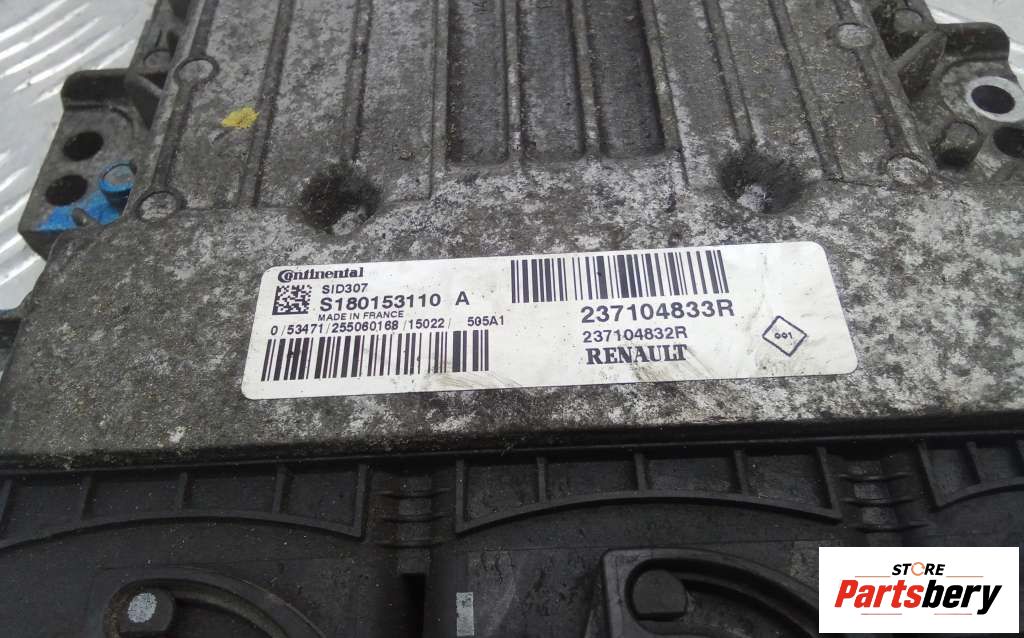 Continental
SID307
S180153110 A
MADE IN FRANCE
0/53471/255060168/15022/ 505A1
237104833R
237104832R
RENAULT
001
STORE
Partsbery